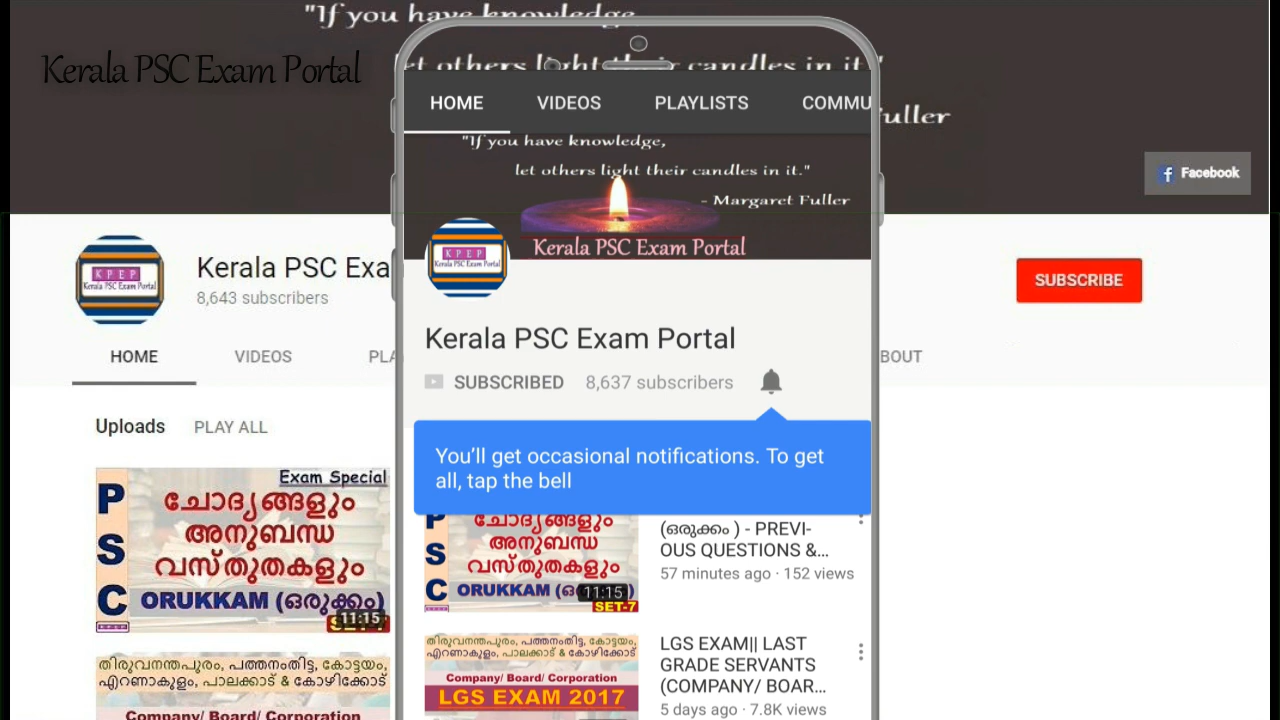 "If you have knowledge,
let others light their candles in it."
Fuller
Kerala PSC Exam Portal
Facebook
KPEP
Kerala PSC Exam Portal
Kerala PSC Exa
8,643 subscribers
SUBSCRIBE
HOME
VIDEOS
PLA
BOUT
Uploads
PLAY ALL
PSC
Exam Special
ചോദ്യങ്ങളും
അനുബന്ധ
വസ്തുതകളും
ORUKKAM (ഒരുക്കം)
11:15
തിരുവനന്തപുരം, പത്തനംതിട്ട, കോട്ടയം,
എറണാകുളം, പാലക്കാട് & കോഴിക്കോട്
Company/ Board/ Corporation
HOME
VIDEOS
PLAYLISTS
COMMU
"If you have knowledge,
let others light their candles in it."
- Margaret Fuller
Kerala PSC Exam Portal
KPEP
Kerala PSC Exam Portal
Kerala PSC Exam Portal
SUBSCRIBED
8,637 subscribers
You'll get occasional notifications. To get
all, tap the bell
PSC
ചോദ്യങ്ങളും
അനുബന്ധ
വസ്തുതകളും
ORUKKAM (ഒ
11:15
SET-7
(ഒരുക്കം ) - PREVI-
OUS QUESTIONS &...
57 minutes ago · 152 views
തിരുവനന്തപുരം, പത്തനംതിട്ട, കോട്ടയം,
എറണാകുളം, പാലക്കാട് & കോഴിക്കോട്
Company/ Board/ Corporation
LGS EXAM 2017
LGS EXAM|| LAST
GRADE SERVANTS
(COMPANY/ BOAR...
5 days ago · 7.8K views